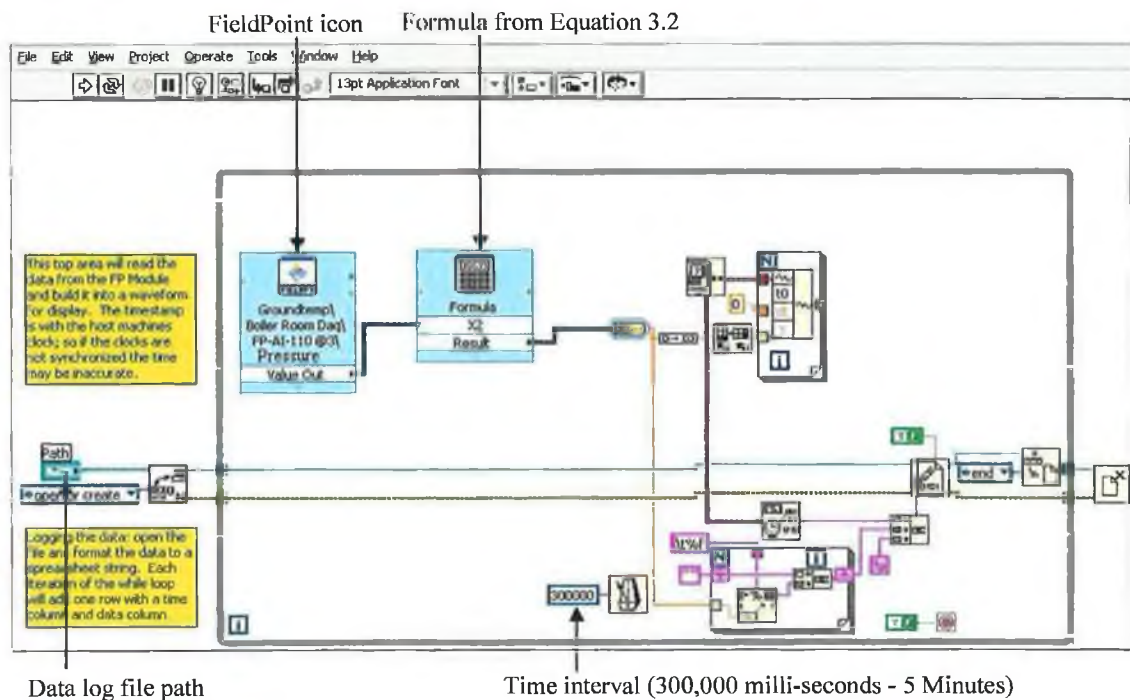 FieldPoint icon
Formula from Equation 3.2
File Edit View Project Operate Tools Window Help
13pt Application Font
This top area will read the
data from the FP Module
and build it into a waveform
for display. The timestamp
is with the host machines
clock; so if the clocks are
not synchronized the time
may be inaccurate.
Groundtemp\
Boiler Room Daq\
FP-AI-110 @3\
Pressure
Value Out
Formula
X2
Result
0
N
t0
i
Path
open or create
Logging the data: open the
file and format the data to a
spreadsheet string. Each
iteration of the while loop
will add one row with a time
column and data column
end
\t%f
N
i
300000
i
T F
T F
Data log file path
Time interval (300,000 milli-seconds - 5 Minutes)